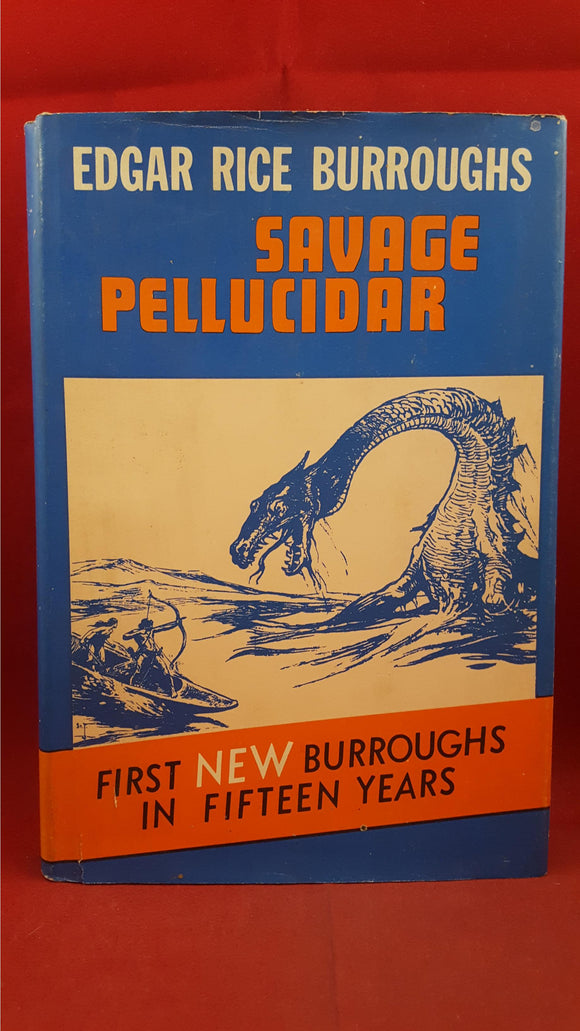 EDGAR RICE BURROUGHS
SAVAGE
PELLUCIDAR
FIRST NEW BURROUGHS
IN FIFTEEN YEARS